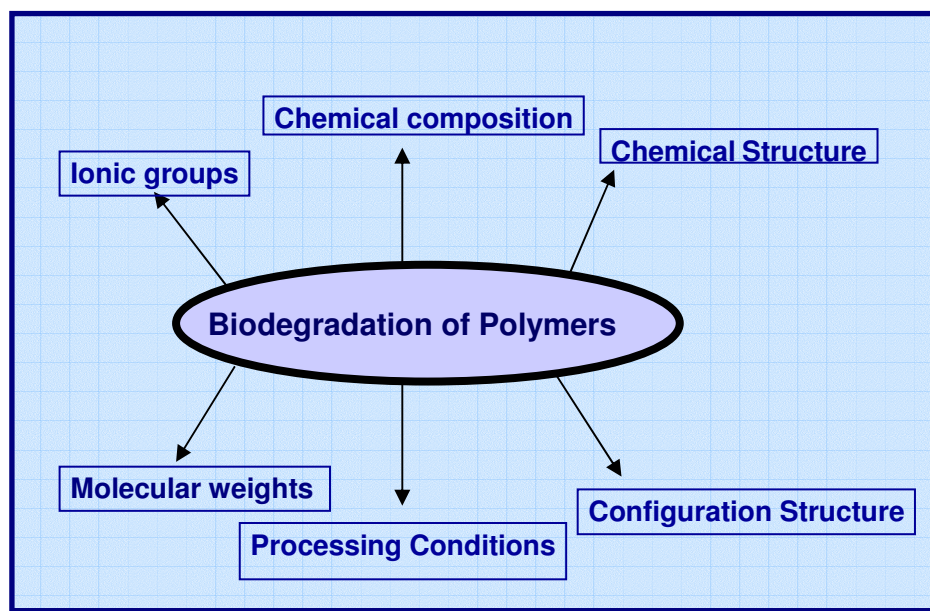 Chemical composition
Chemical Structure
Ionic groups
Biodegradation of Polymers
Molecular weights
Configuration Structure
Processing Conditions